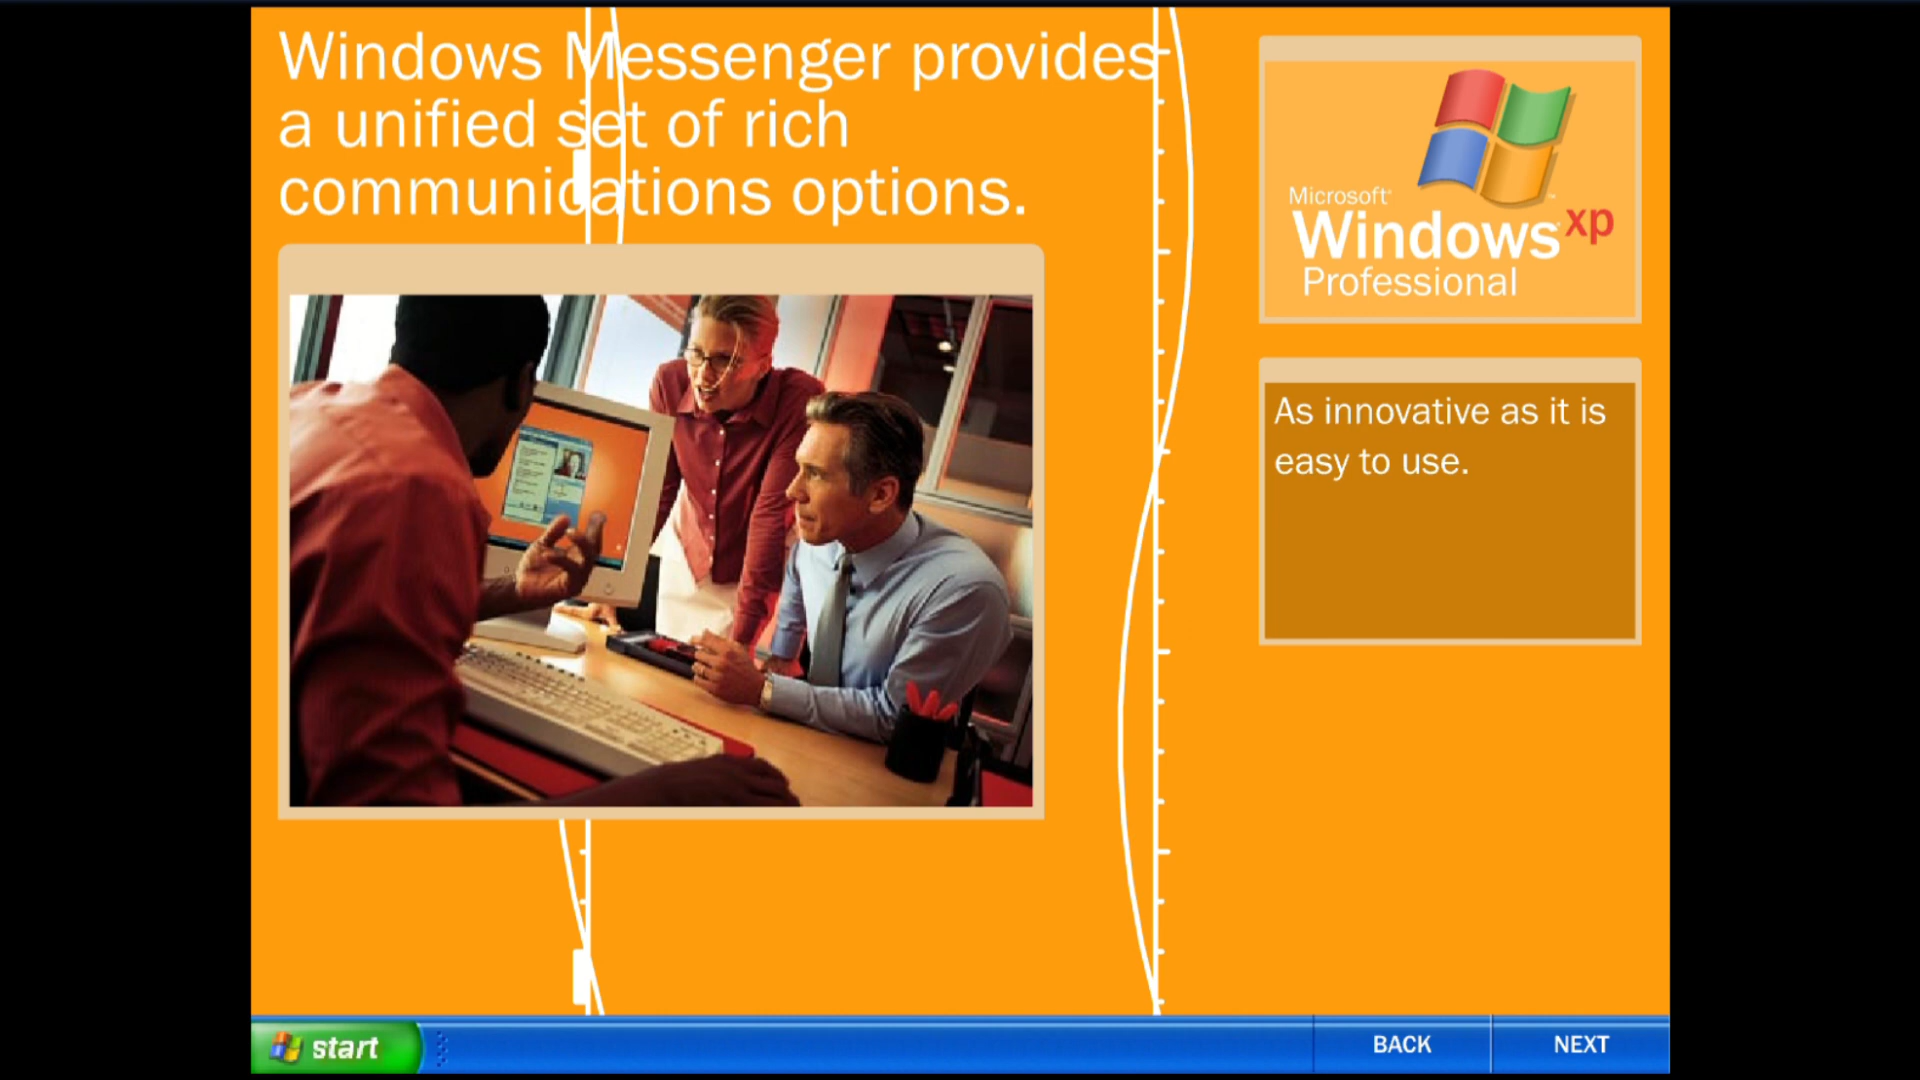 Windows Messenger provides
a unified set of rich
communications options.
Microsoft®
Windows xp
Professional
As innovative as it is
easy to use.
start
BACK
NEXT